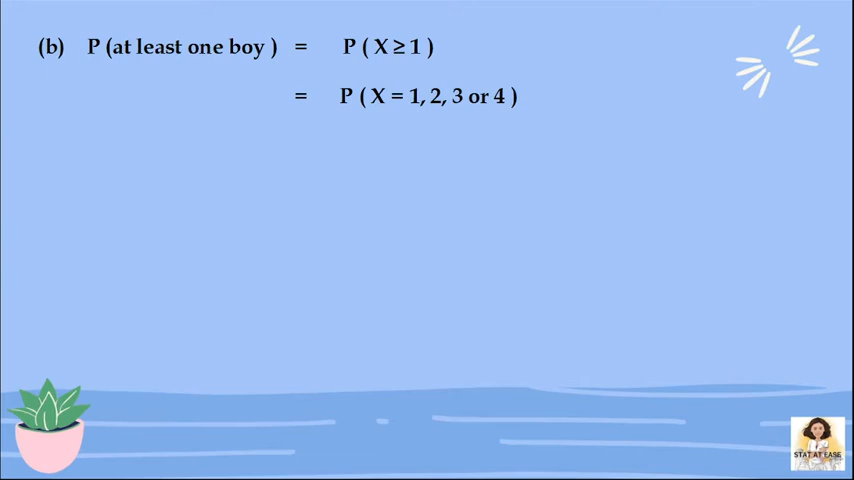 (b) P (at least one boy ) = P ( X ≥ 1 )
= P ( X = 1, 2, 3 or 4 )
STAT AT EASE